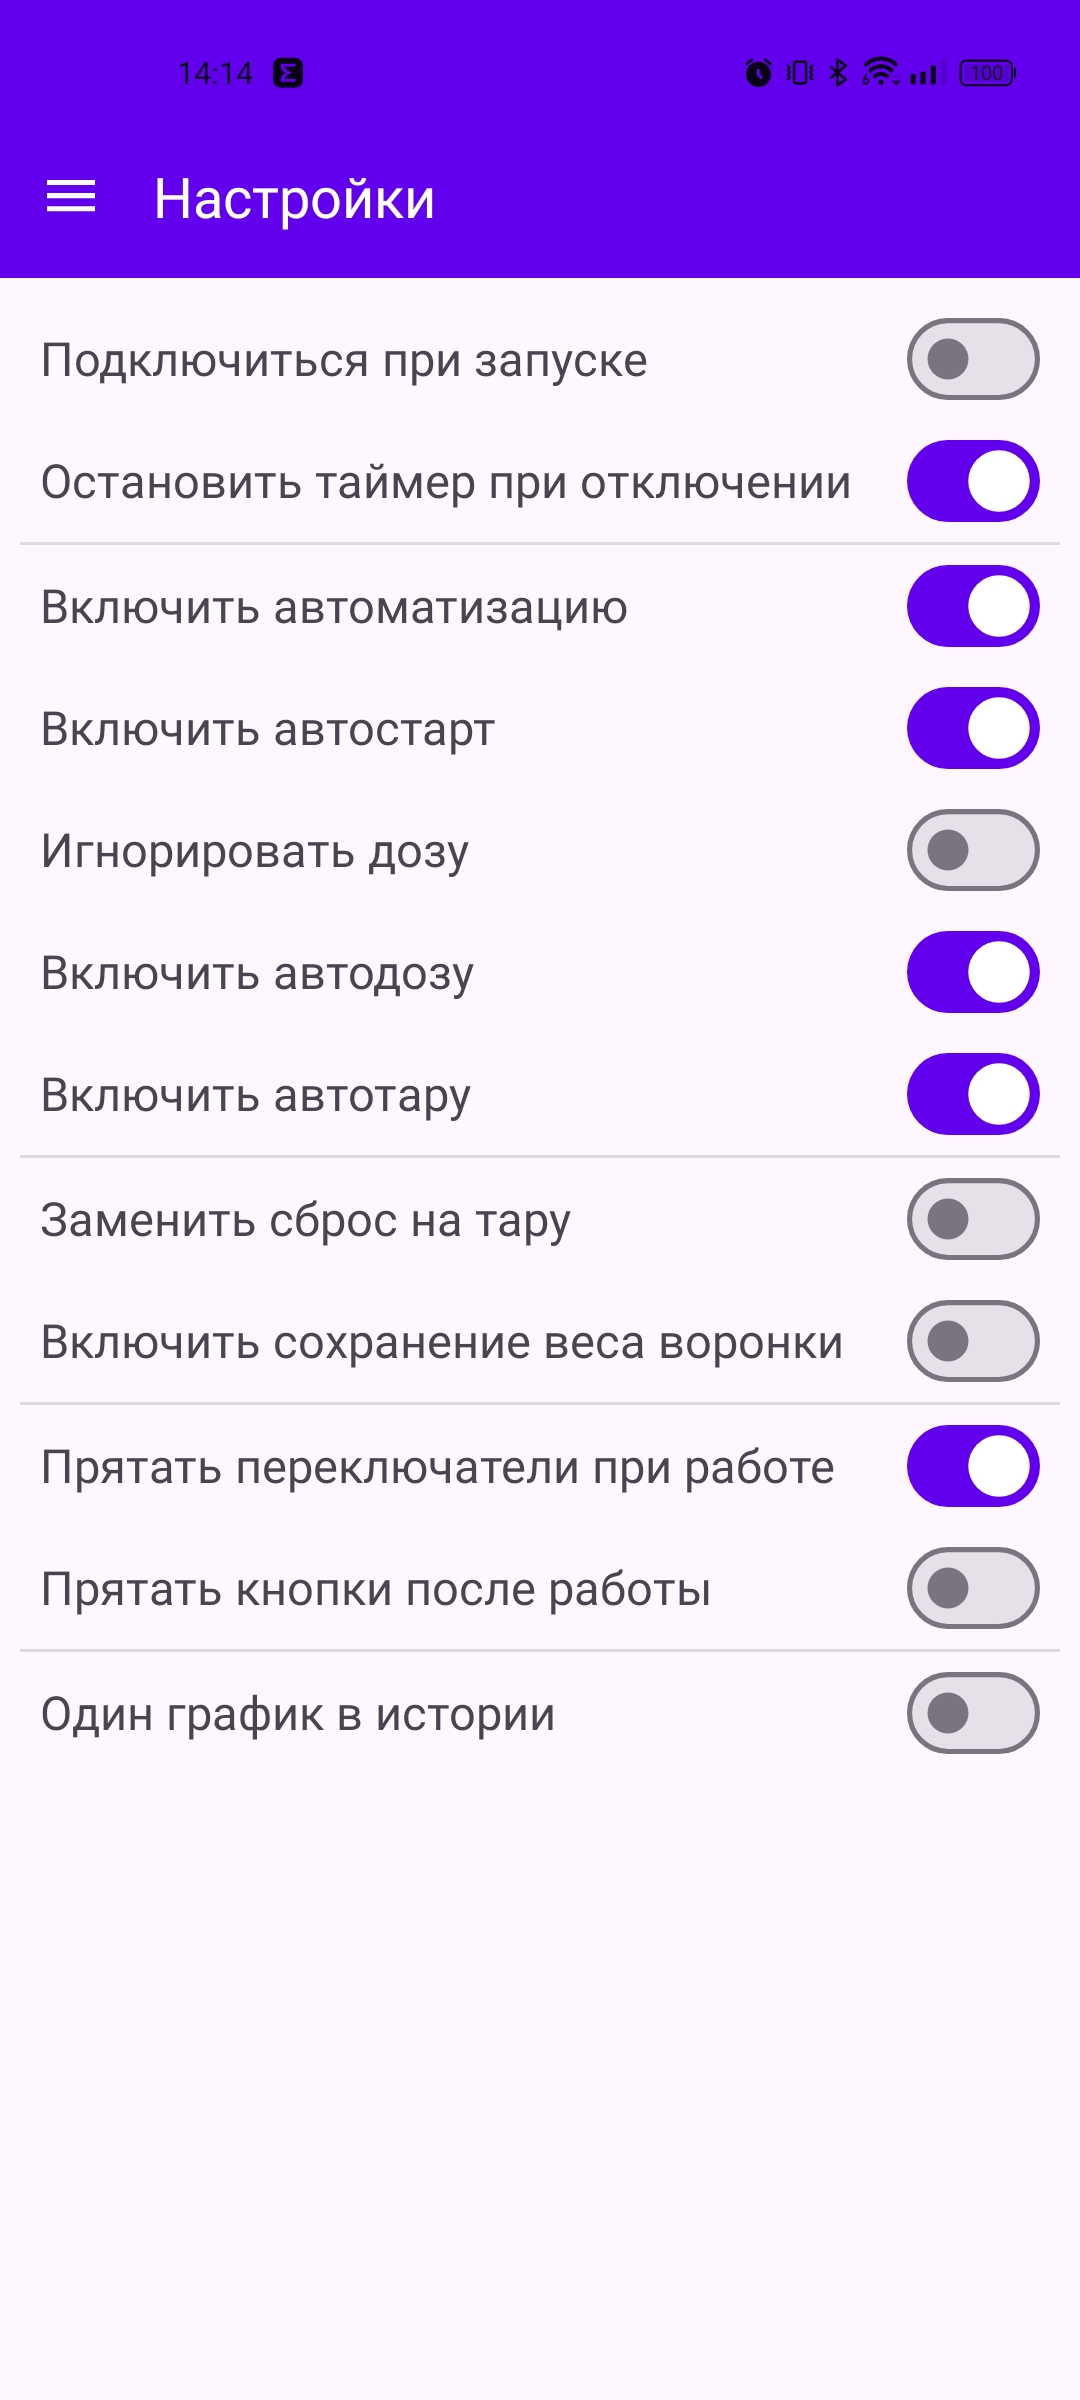 14:14
100
Настройки
Подключиться при запуске
Остановить таймер при отключении
Включить автоматизацию
Включить автостарт
Игнорировать дозу
Включить автодозу
Включить автотару
Заменить сброс на тару
Включить сохранение веса воронки
Прятать переключатели при работе
Прятать кнопки после работы
Один график в истории